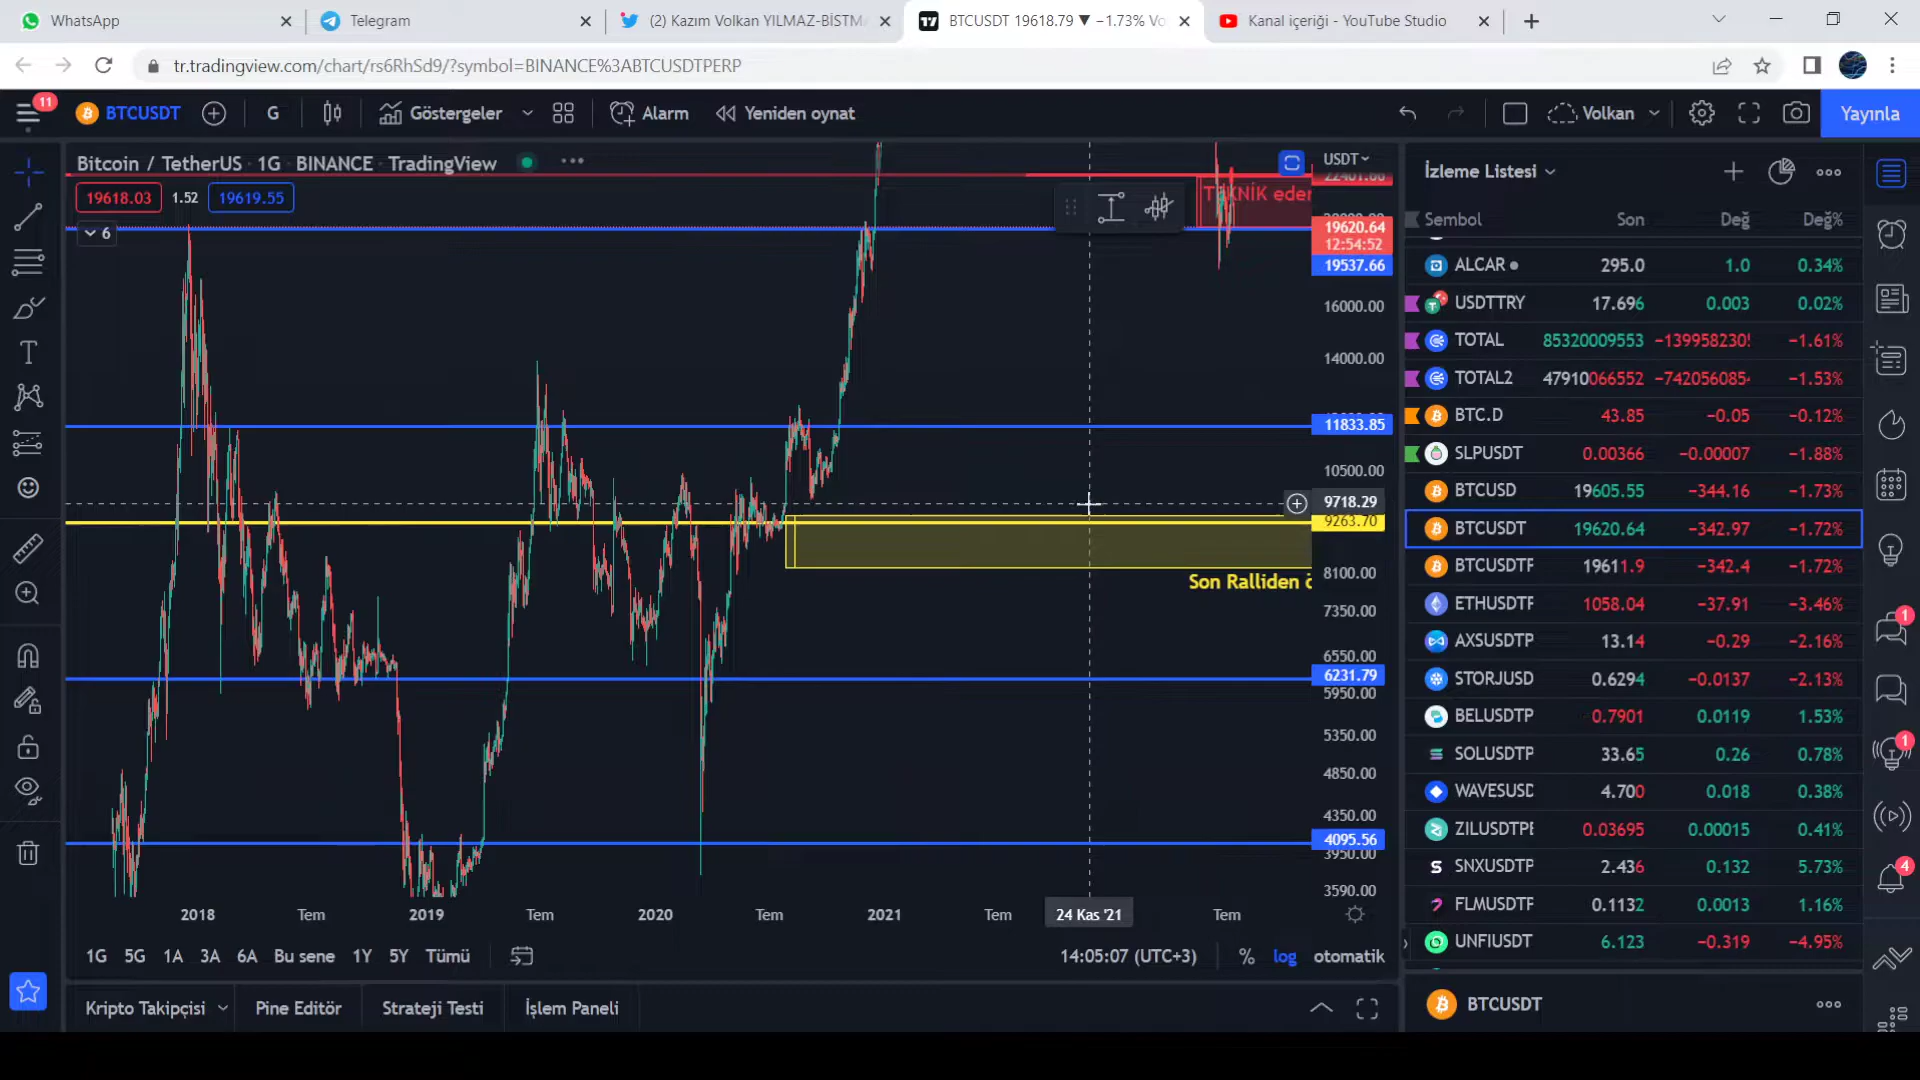 WhatsApp
Telegram
(2) Kazım Volkan YILMAZ-BİSTM
BTCUSDT 19618.79 ▼ −1.73% Vo
Kanal içeriği - YouTube Studio
tr.tradingview.com/chart/rs6RhSd9/?symbol=BINANCE%3ABTCUSDTPERP
11
BTCUSDT
G
Göstergeler
Alarm
Yeniden oynat
Volkan
Yayınla
Bitcoin / TetherUS · 1G · BINANCE · TradingView
19618.03
1.52
19619.55
6
TEKNİK eder
Son Ralliden ö
USDT
22401.66
19620.64
12:54:52
19537.66
16000.00
14000.00
11833.85
10500.00
9718.29
9263.70
8100.00
7350.00
6550.00
6231.79
5950.00
5350.00
4850.00
4350.00
4095.56
3950.00
3590.00
2018
Tem
2019
Tem
2020
Tem
2021
Tem
24 Kas '21
Tem
1G 5G 1A 3A 6A Bu sene 1Y 5Y Tümü
14:05:07 (UTC+3)
%
log
otomatik
Kripto Takipçisi
Pine Editör
Strateji Testi
İşlem Paneli
İzleme Listesi
Sembol Son Değ Değ%
ALCAR 295.0 1.0 0.34%
USDTTRY 17.696 0.003 0.02%
TOTAL 85320009553 −139958230 −1.61%
TOTAL2 47910066552 −742056085 −1.53%
BTC.D 43.85 −0.05 −0.12%
SLPUSDT 0.00366 −0.00007 −1.88%
BTCUSD 19605.55 −344.16 −1.73%
BTCUSDT 19620.64 −342.97 −1.72%
BTCUSDTF 19611.9 −342.4 −1.72%
ETHUSDTF 1058.04 −37.91 −3.46%
AXSUSDTP 13.14 −0.29 −2.16%
STORJUSD 0.6294 −0.0137 −2.13%
BELUSDTP 0.7901 0.0119 1.53%
SOLUSDTP 33.65 0.26 0.78%
WAVESUSD 4.700 0.018 0.38%
ZILUSDTPE 0.03695 0.00015 0.41%
SNXUSDTP 2.436 0.132 5.73%
FLMUSDTF 0.1132 0.0013 1.16%
UNFIUSDT 6.123 −0.319 −4.95%
BTCUSDT
1
1
4